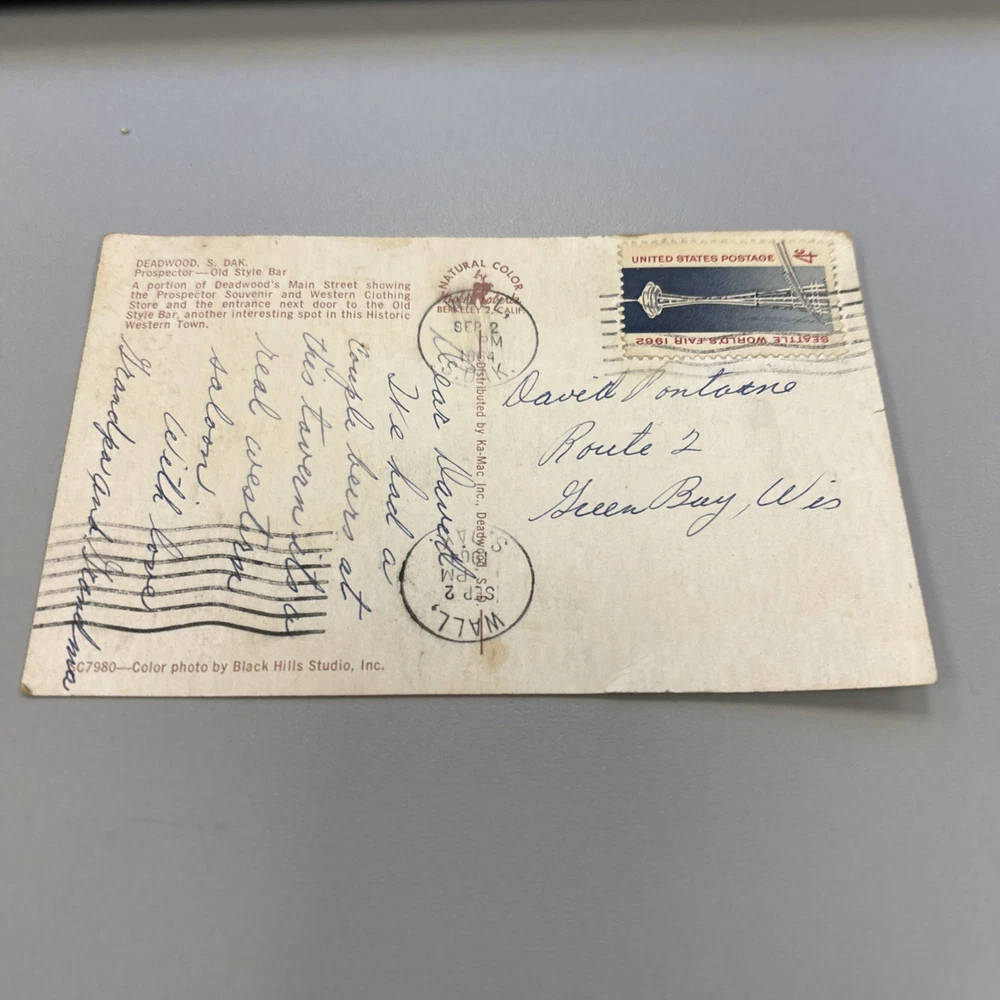 DEADWOOD, S. DAK.
Prospector—Old Style Bar
A portion of Deadwood's Main Street showing
the Prospector Souvenir and Western Clothing
Store and the entrance next door to the Old
Style Bar, another interesting spot in this Historic
Western Town.
NATURAL COLOR
BERKELEY 2, CALIF.
SEP 2
PM
1964
S. DAK.
Distributed by Ka-Mac Inc., Deadwood, S. D.
UNITED STATES POSTAGE
4¢
SEATTLE WORLD'S FAIR 1962
Dear David
We had a
couple beers at
this tavern its a
real western
saloon.
With love
Grandpa and Grandma
David Fontaine
Route 2
Green Bay, Wis
WALL,
SEP 2
PM
S. DAK.
C7980—Color photo by Black Hills Studio, Inc.